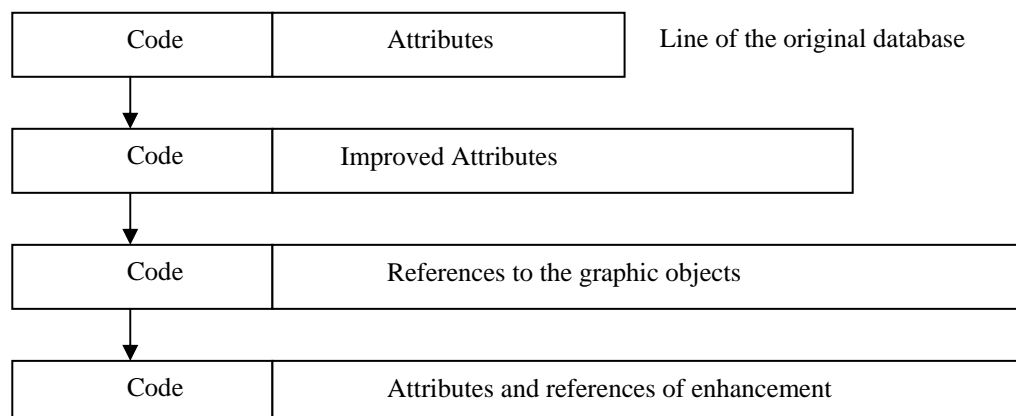 Code Attributes Line of the original database
Code Improved Attributes
Code References to the graphic objects
Code Attributes and references of enhancement